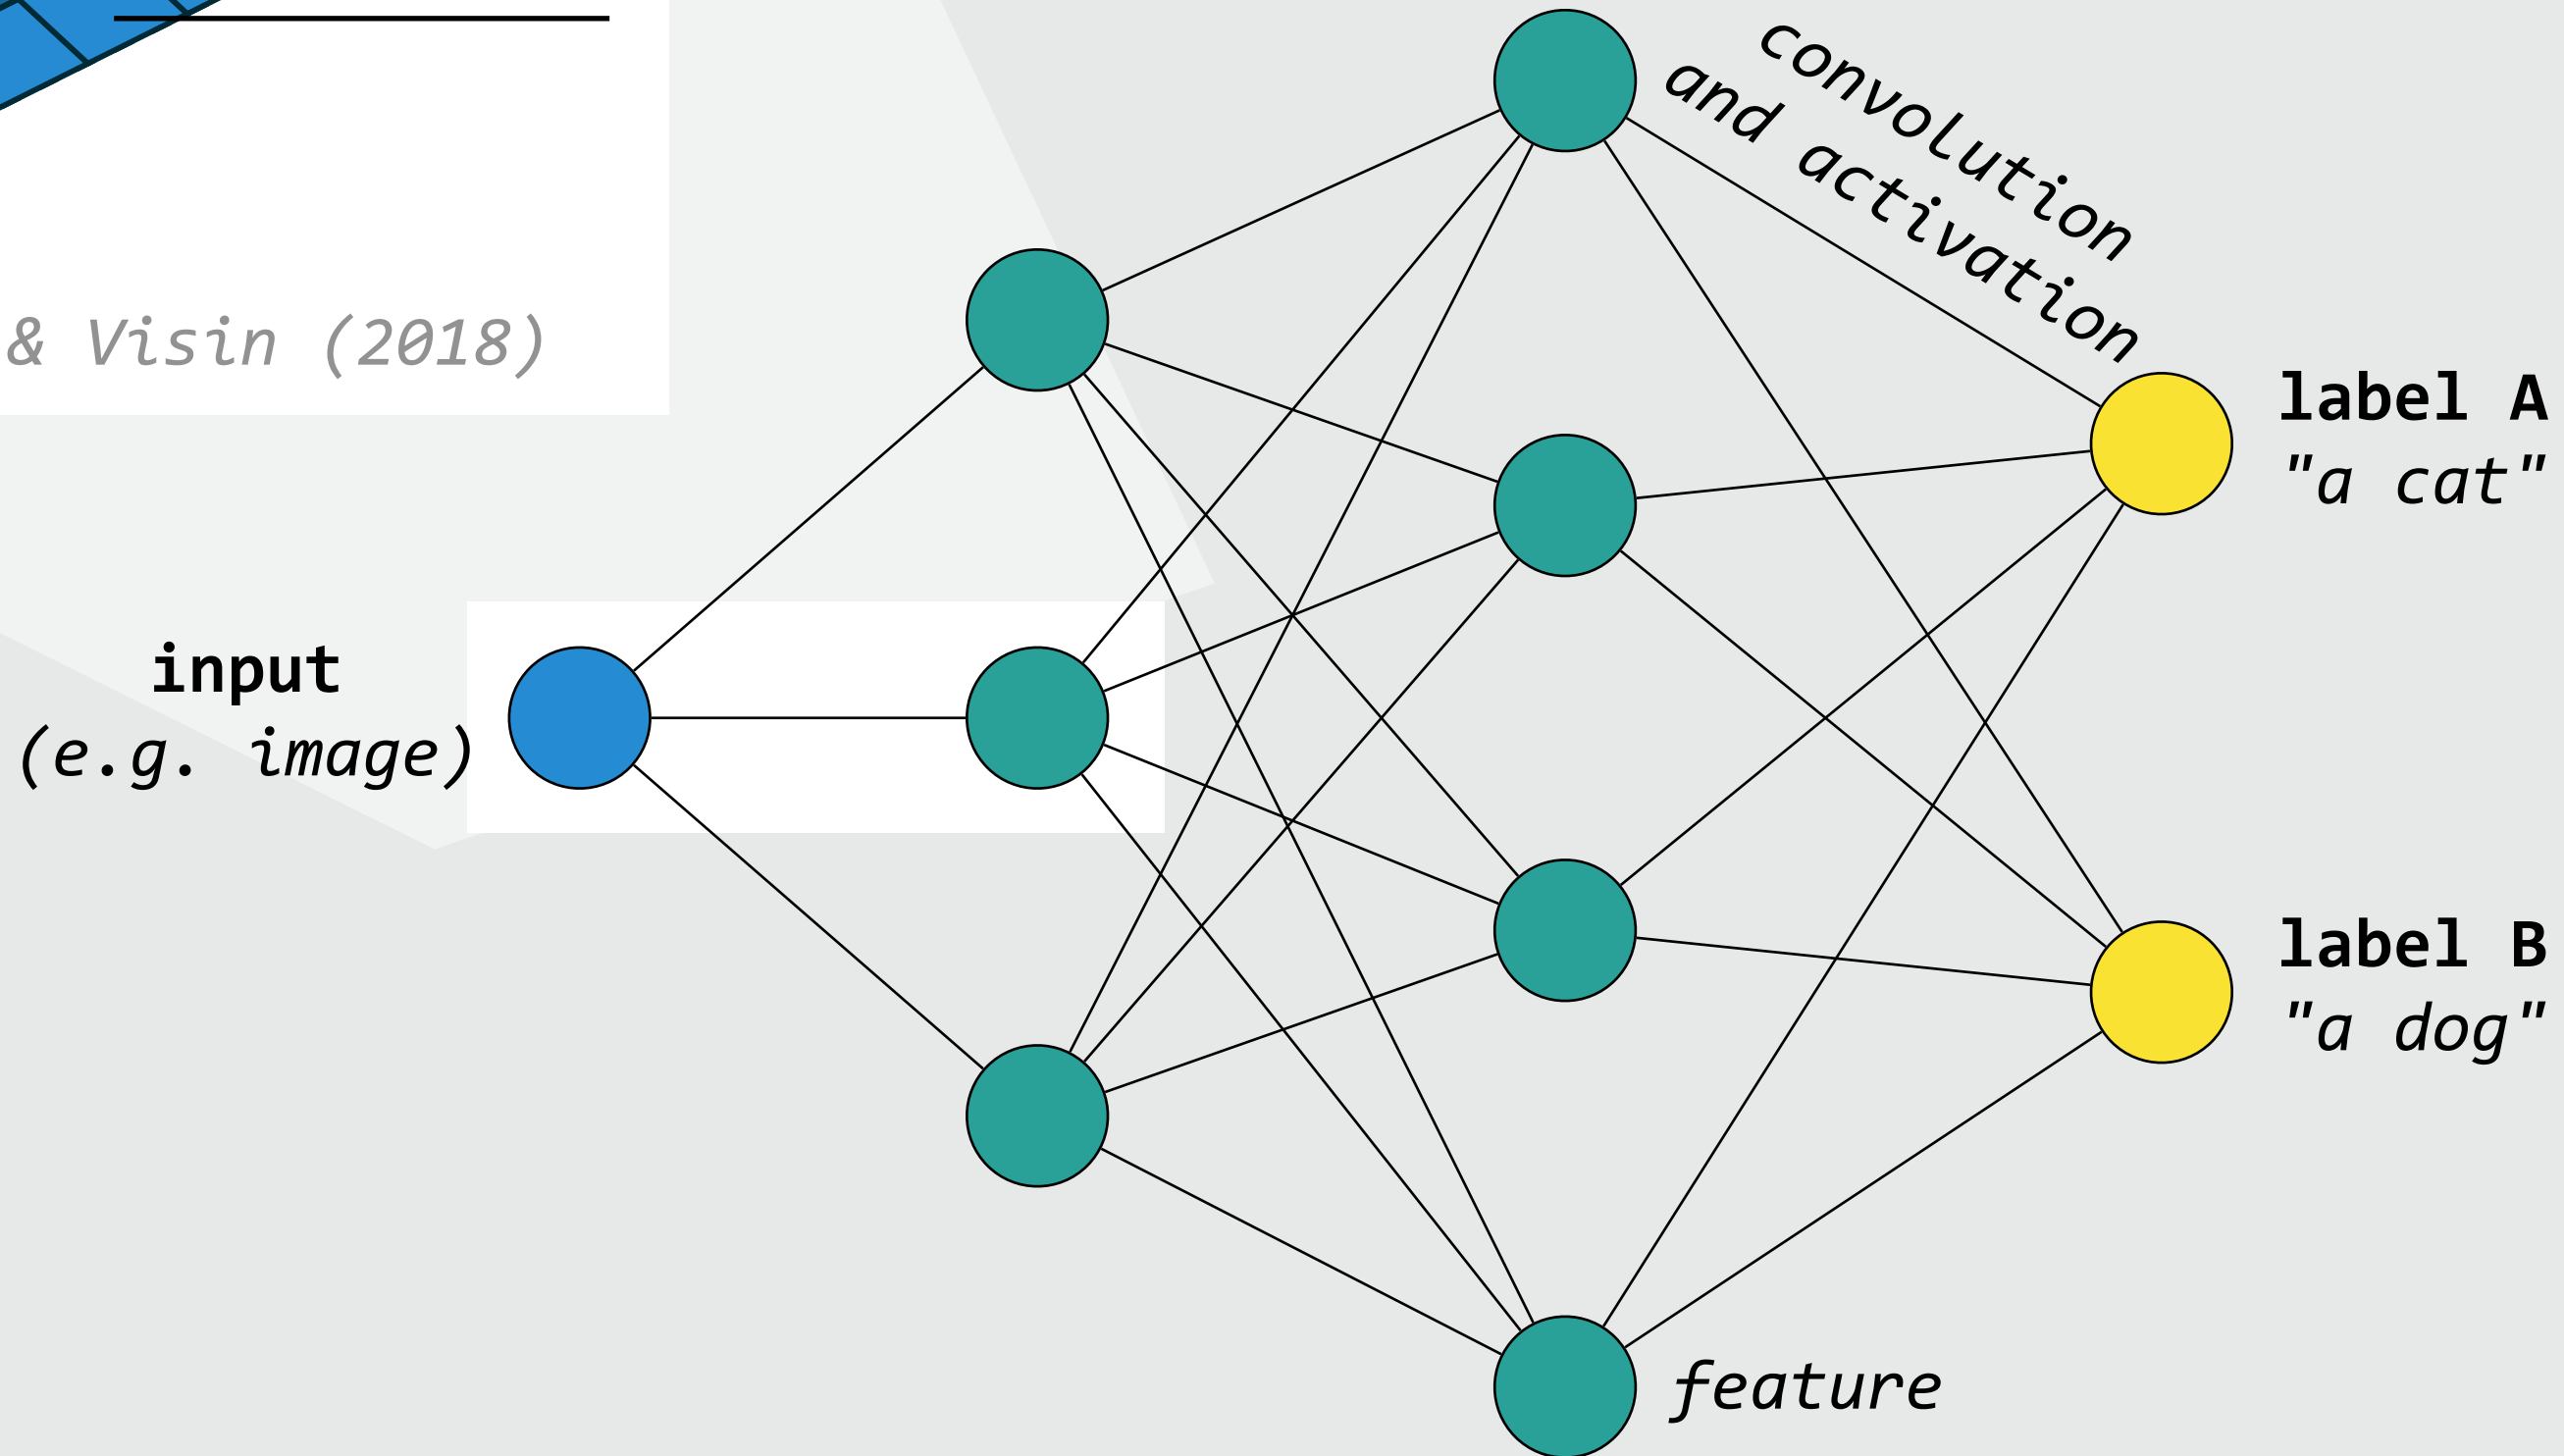 convolution
and activation
& Visin (2018)
label A
"a cat"
input
(e.g. image)
label B
"a dog"
feature